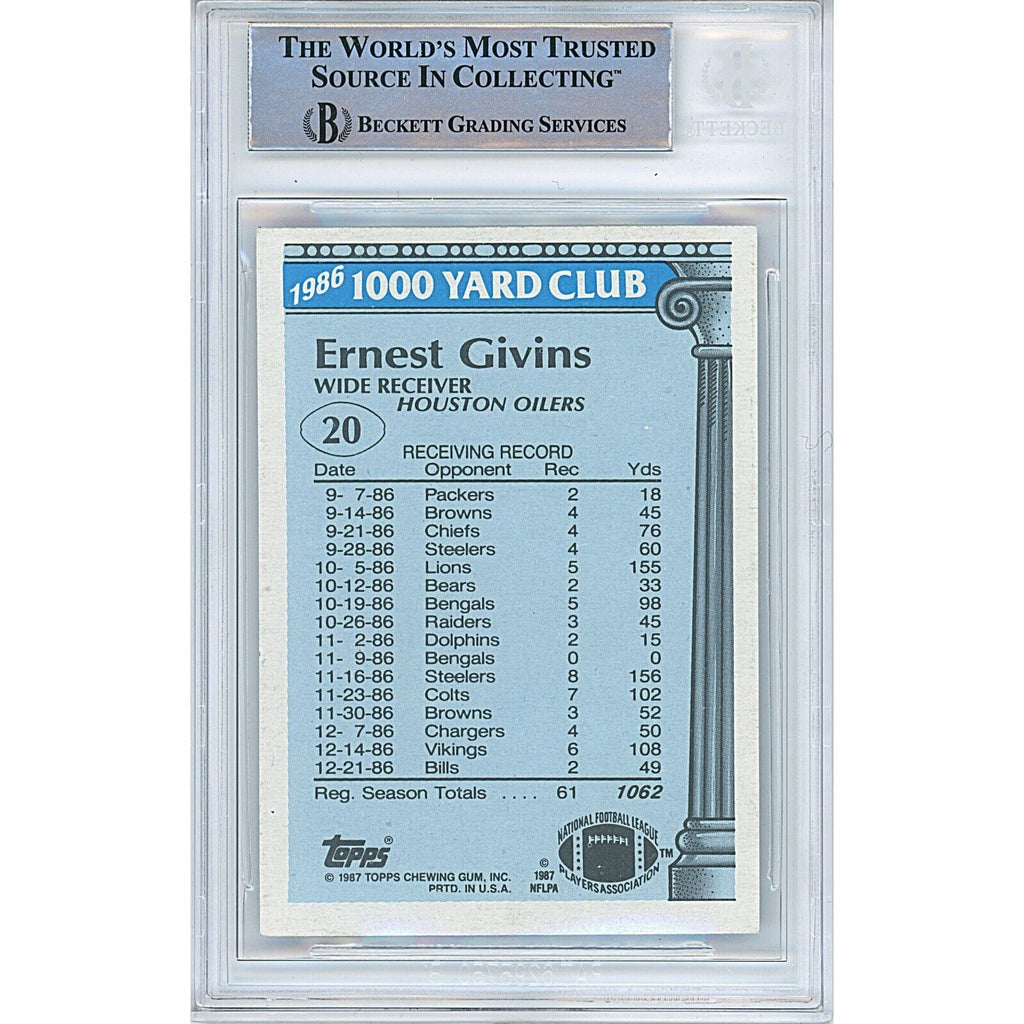 THE WORLD'S MOST TRUSTED
SOURCE IN COLLECTING™
B BECKETT GRADING SERVICES
BECKETT
1986 1000 YARD CLUB
Ernest Givins
WIDE RECEIVER
HOUSTON OILERS
20
RECEIVING RECORD
Date Opponent Rec Yds
9- 7-86 Packers 2 18
9-14-86 Browns 4 45
9-21-86 Chiefs 4 76
9-28-86 Steelers 4 60
10- 5-86 Lions 5 155
10-12-86 Bears 2 33
10-19-86 Bengals 5 98
10-26-86 Raiders 3 45
11- 2-86 Dolphins 2 15
11- 9-86 Bengals 0 0
11-16-86 Steelers 8 156
11-23-86 Colts 7 102
11-30-86 Browns 3 52
12- 7-86 Chargers 4 50
12-14-86 Vikings 6 108
12-21-86 Bills 2 49
Reg. Season Totals .... 61 1062
topps®
© 1987 TOPPS CHEWING GUM, INC.
PRTD. IN U.S.A.
© 1987 NFLPA
NATIONAL FOOTBALL LEAGUE
PLAYERS ASSOCIATION ™